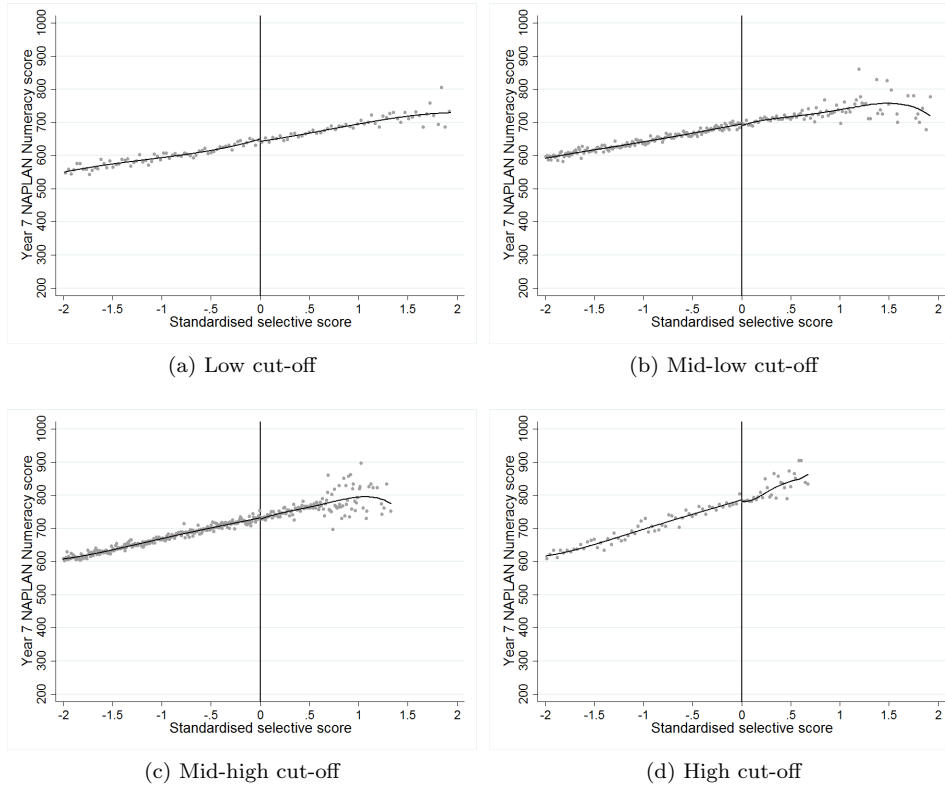 1000
900
800
700
600
500
400
300
200
Year 7 NAPLAN Numeracy score
-2 -1.5 -1 -.5 0 .5 1 1.5 2
Standardised selective score
(a) Low cut-off
1000
900
800
700
600
500
400
300
200
Year 7 NAPLAN Numeracy score
-2 -1.5 -1 -.5 0 .5 1 1.5 2
Standardised selective score
(b) Mid-low cut-off
1000
900
800
700
600
500
400
300
200
Year 7 NAPLAN Numeracy score
-2 -1.5 -1 -.5 0 .5 1 1.5 2
Standardised selective score
(c) Mid-high cut-off
1000
900
800
700
600
500
400
300
200
Year 7 NAPLAN Numeracy score
-2 -1.5 -1 -.5 0 .5 1 1.5 2
Standardised selective score
(d) High cut-off